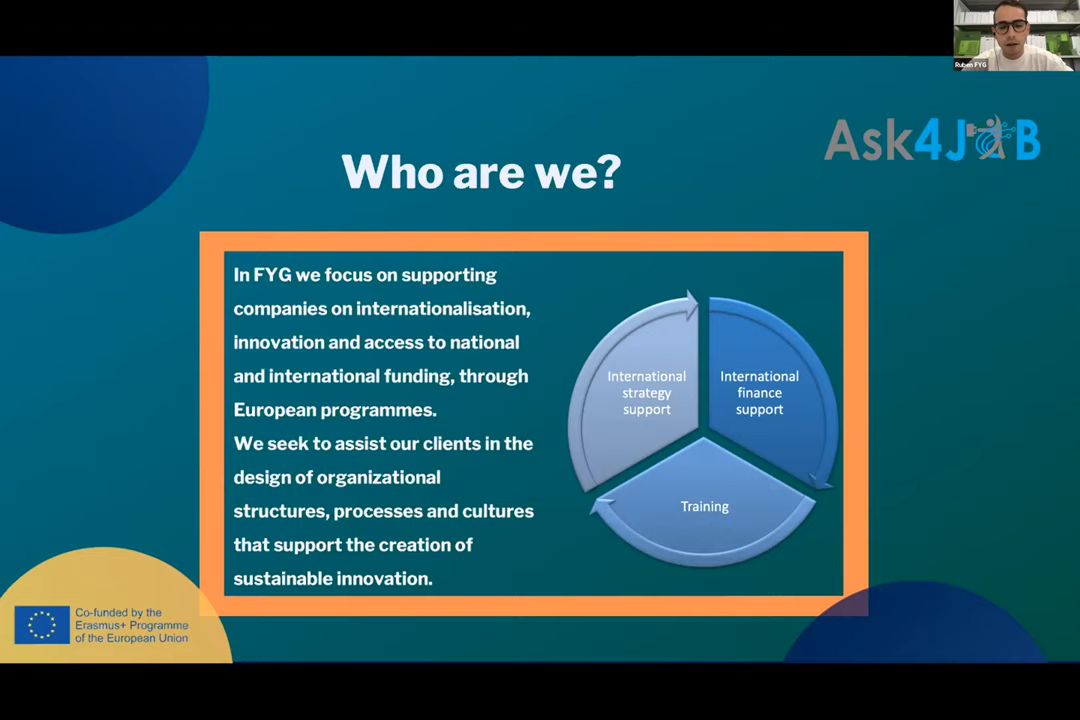 Ruben FYG
Ask4JOB
Who are we?
In FYG we focus on supporting
companies on internationalisation,
innovation and access to national
and international funding, through
European programmes.
We seek to assist our clients in the
design of organizational
structures, processes and cultures
that support the creation of
sustainable innovation.
International
strategy
support
International
finance
support
Training
Co-funded by the
Erasmus+ Programme
of the European Union